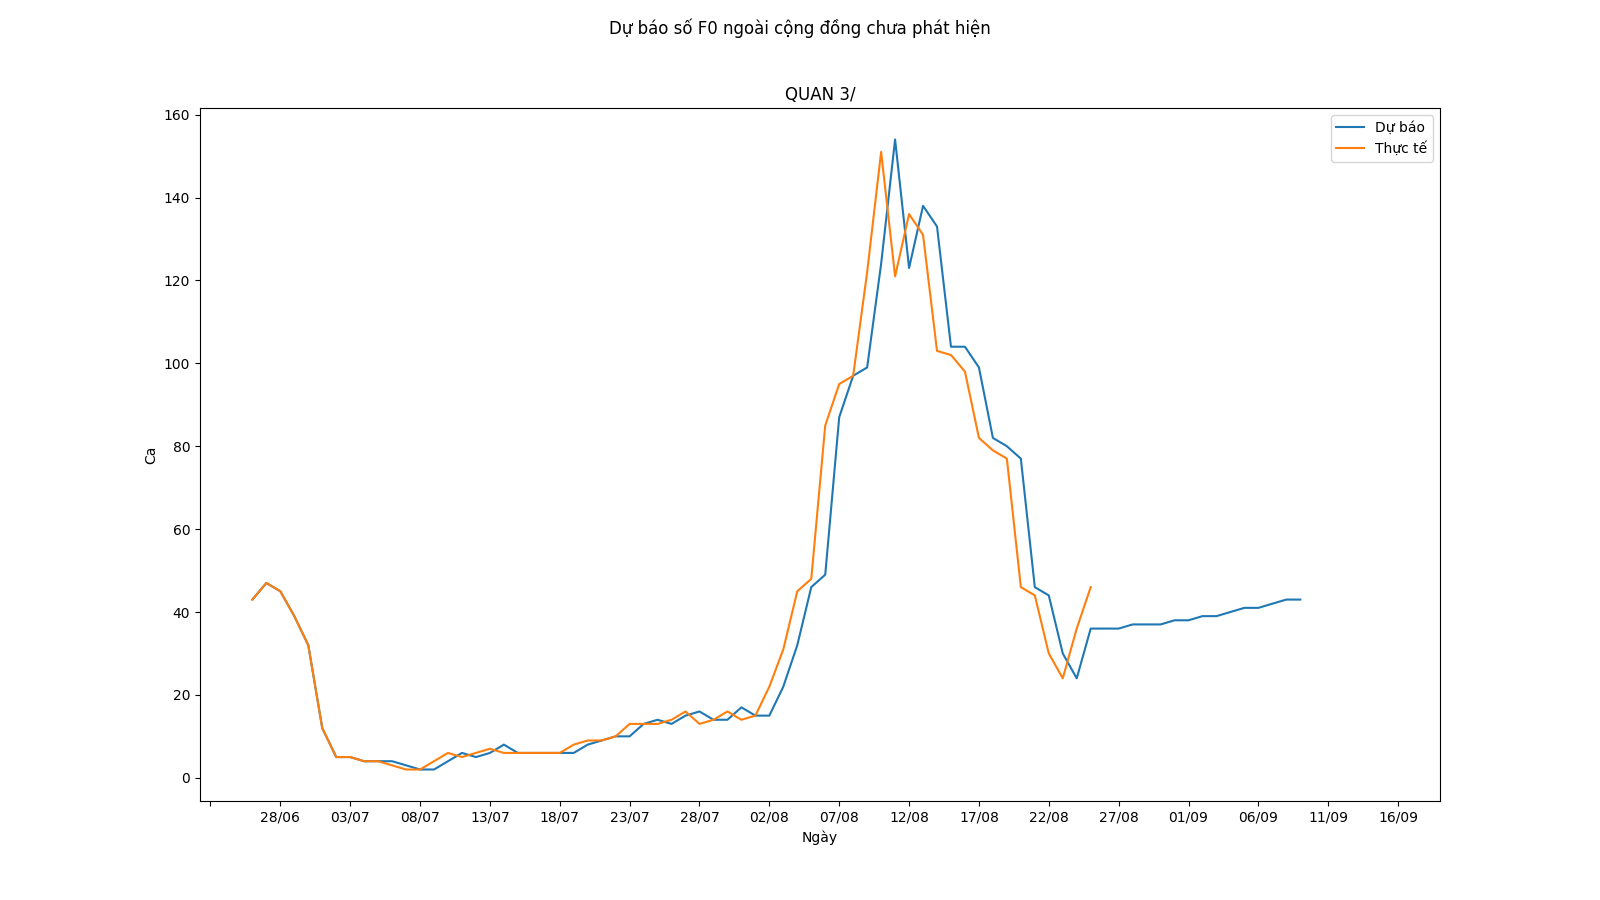 Dự báo số F0 ngoài cộng đồng chưa phát hiện
QUAN 3/
Dự báo
Thực tế
160
140
120
100
80
60
40
20
0
Ca
28/06 03/07 08/07 13/07 18/07 23/07 28/07 02/08 07/08 12/08 17/08 22/08 27/08 01/09 06/09 11/09 16/09
Ngày